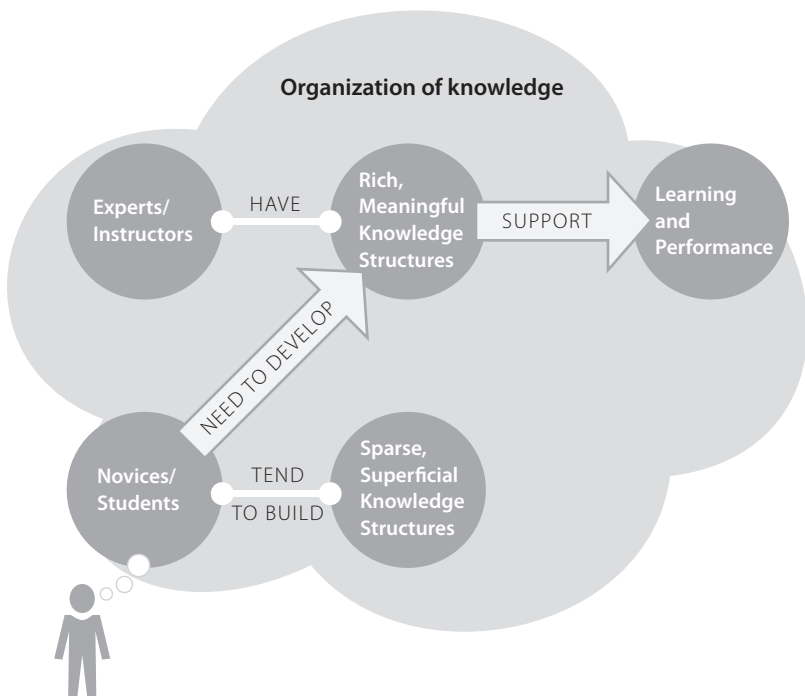 Organization of knowledge
Experts/
Instructors
HAVE
Rich,
Meaningful
Knowledge
Structures
SUPPORT
Learning
and
Performance
NEED TO DEVELOP
Novices/
Students
TEND
TO BUILD
Sparse,
Superficial
Knowledge
Structures